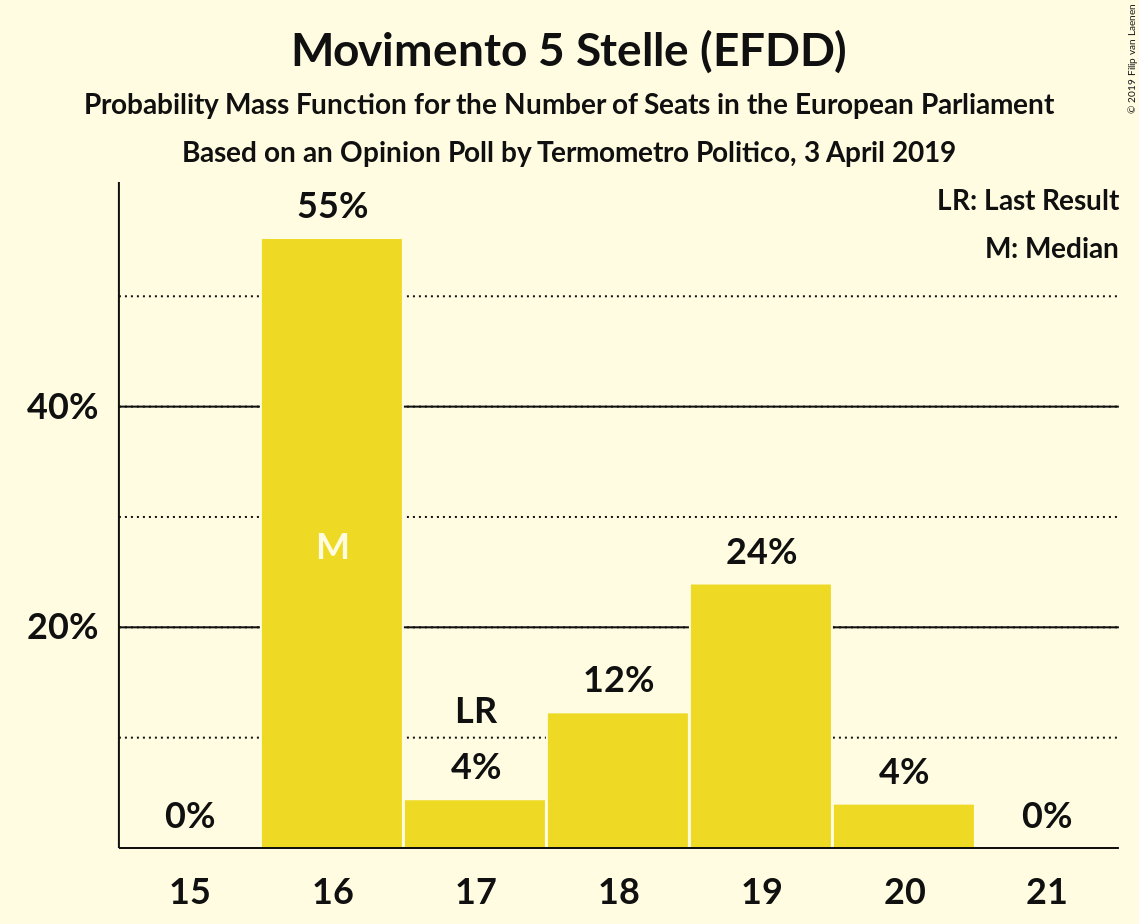 Movimento 5 Stelle (EFDD)
Probability Mass Function for the Number of Seats in the European Parliament
Based on an Opinion Poll by Termometro Politico, 3 April 2019
© 2019 Filip van Laenen
LR: Last Result
M: Median
55%
40%
M
24%
20%
12%
LR
4%
4%
0%
0%
15 16 17 18 19 20 21